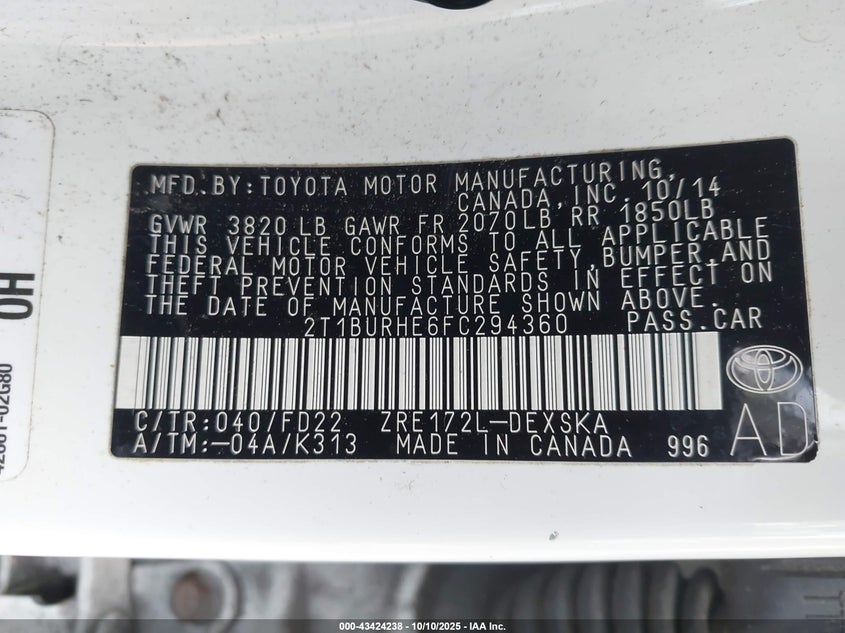 MFD.BY:TOYOTA MOTOR MANUFACTURING,
CANADA, INC. 10/14
GVWR 3820 LB GAWR FR 2070LB RR 1850LB
THIS VEHICLE CONFORMS TO ALL APPLICABLE
FEDERAL MOTOR VEHICLE SAFETY, BUMPER, AND
THEFT PREVENTION STANDARDS IN EFFECT ON
THE DATE OF MANUFACTURE SHOWN ABOVE.
2T1BURHE6FC294360 PASS.CAR
C/TR:040/FD22 ZRE172L-DEXSKA
A/TM:-04A/K313 MADE IN CANADA 996
AD
0H
000-43424238 - 10/10/2025 - IAA Inc.